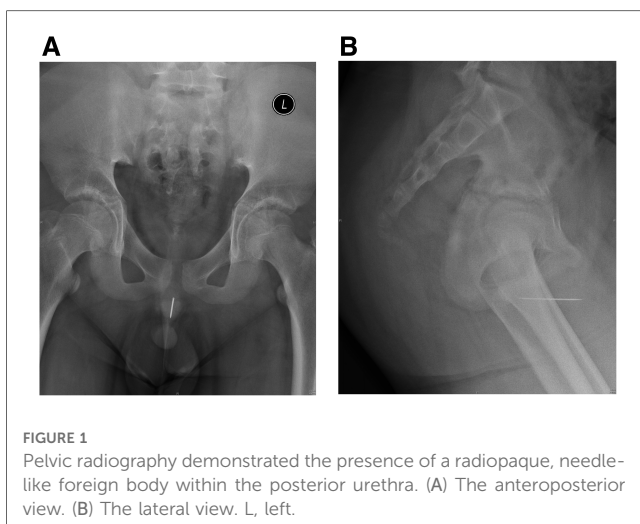 A
B
L
FIGURE 1
Pelvic radiography demonstrated the presence of a radiopaque, needle-
like foreign body within the posterior urethra. (A) The anteroposterior
view. (B) The lateral view. L, left.